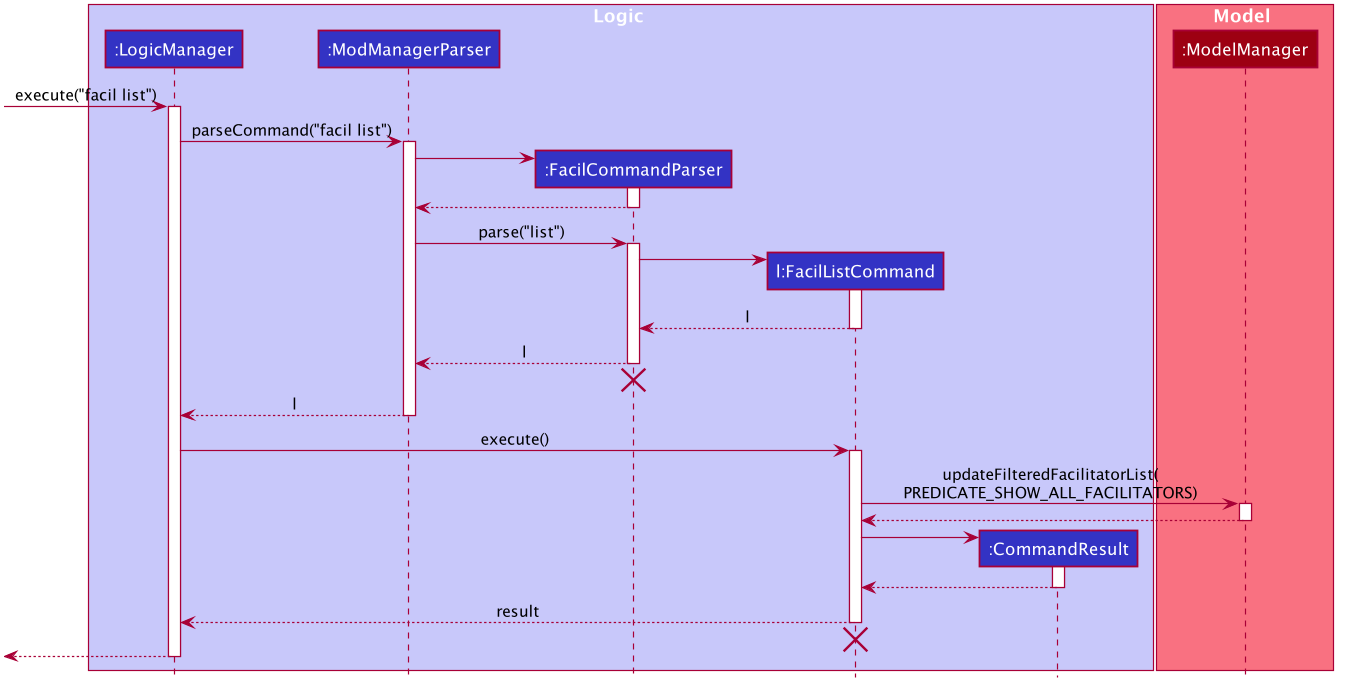 Logic
Model
:LogicManager
:ModManagerParser
:ModelManager
execute("facil list")
parseCommand("facil list")
:FacilCommandParser
parse("list")
l:FacilListCommand
l
l
l
execute()
updateFilteredFacilitatorList(
PREDICATE_SHOW_ALL_FACILITATORS)
:CommandResult
result